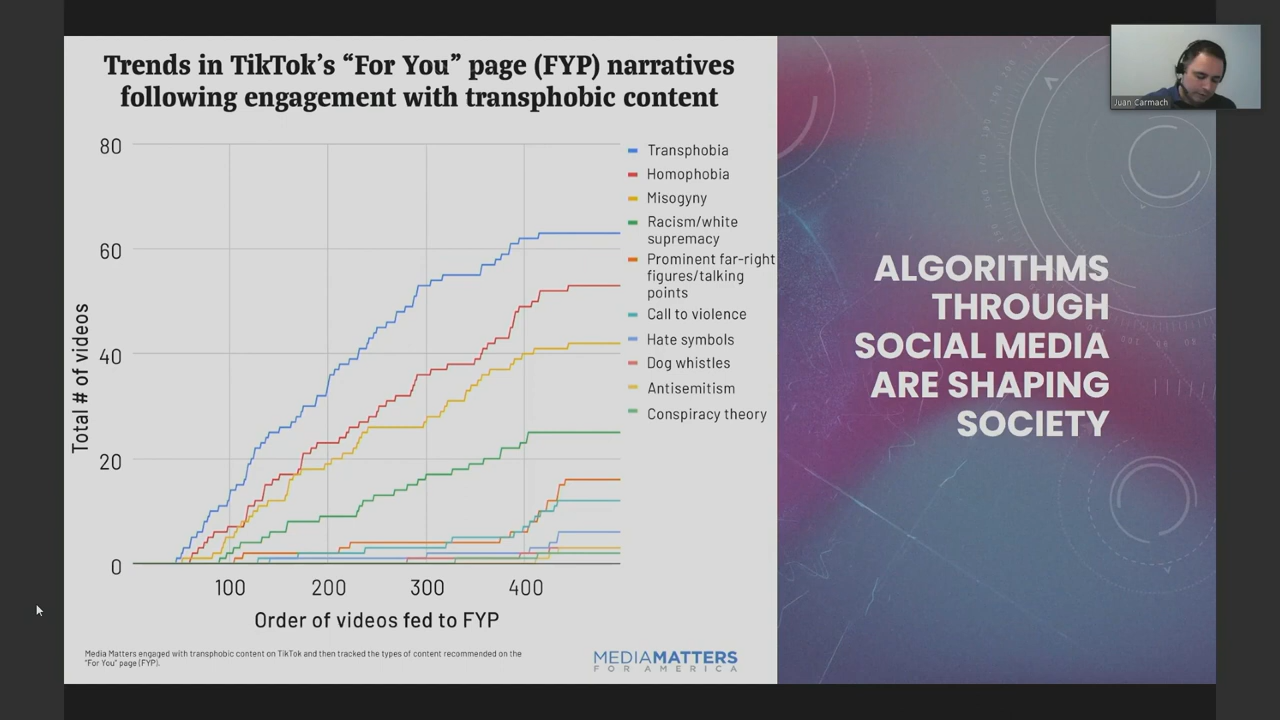 Trends in TikTok's “For You” page (FYP) narratives
following engagement with transphobic content
80
60
40
20
0
Total # of videos
100
200
300
400
Order of videos fed to FYP
Transphobia
Homophobia
Misogyny
Racism/white
supremacy
Prominent far-right
figures/talking
points
Call to violence
Hate symbols
Dog whistles
Antisemitism
Conspiracy theory
Media Matters engaged with transphobic content on TikTok and then tracked the types of content recommended on the
“For You” page (FYP).
MEDIAMATTERS
FOR AMERICA
Juan Carmach
ALGORITHMS
THROUGH
SOCIAL MEDIA
ARE SHAPING
SOCIETY